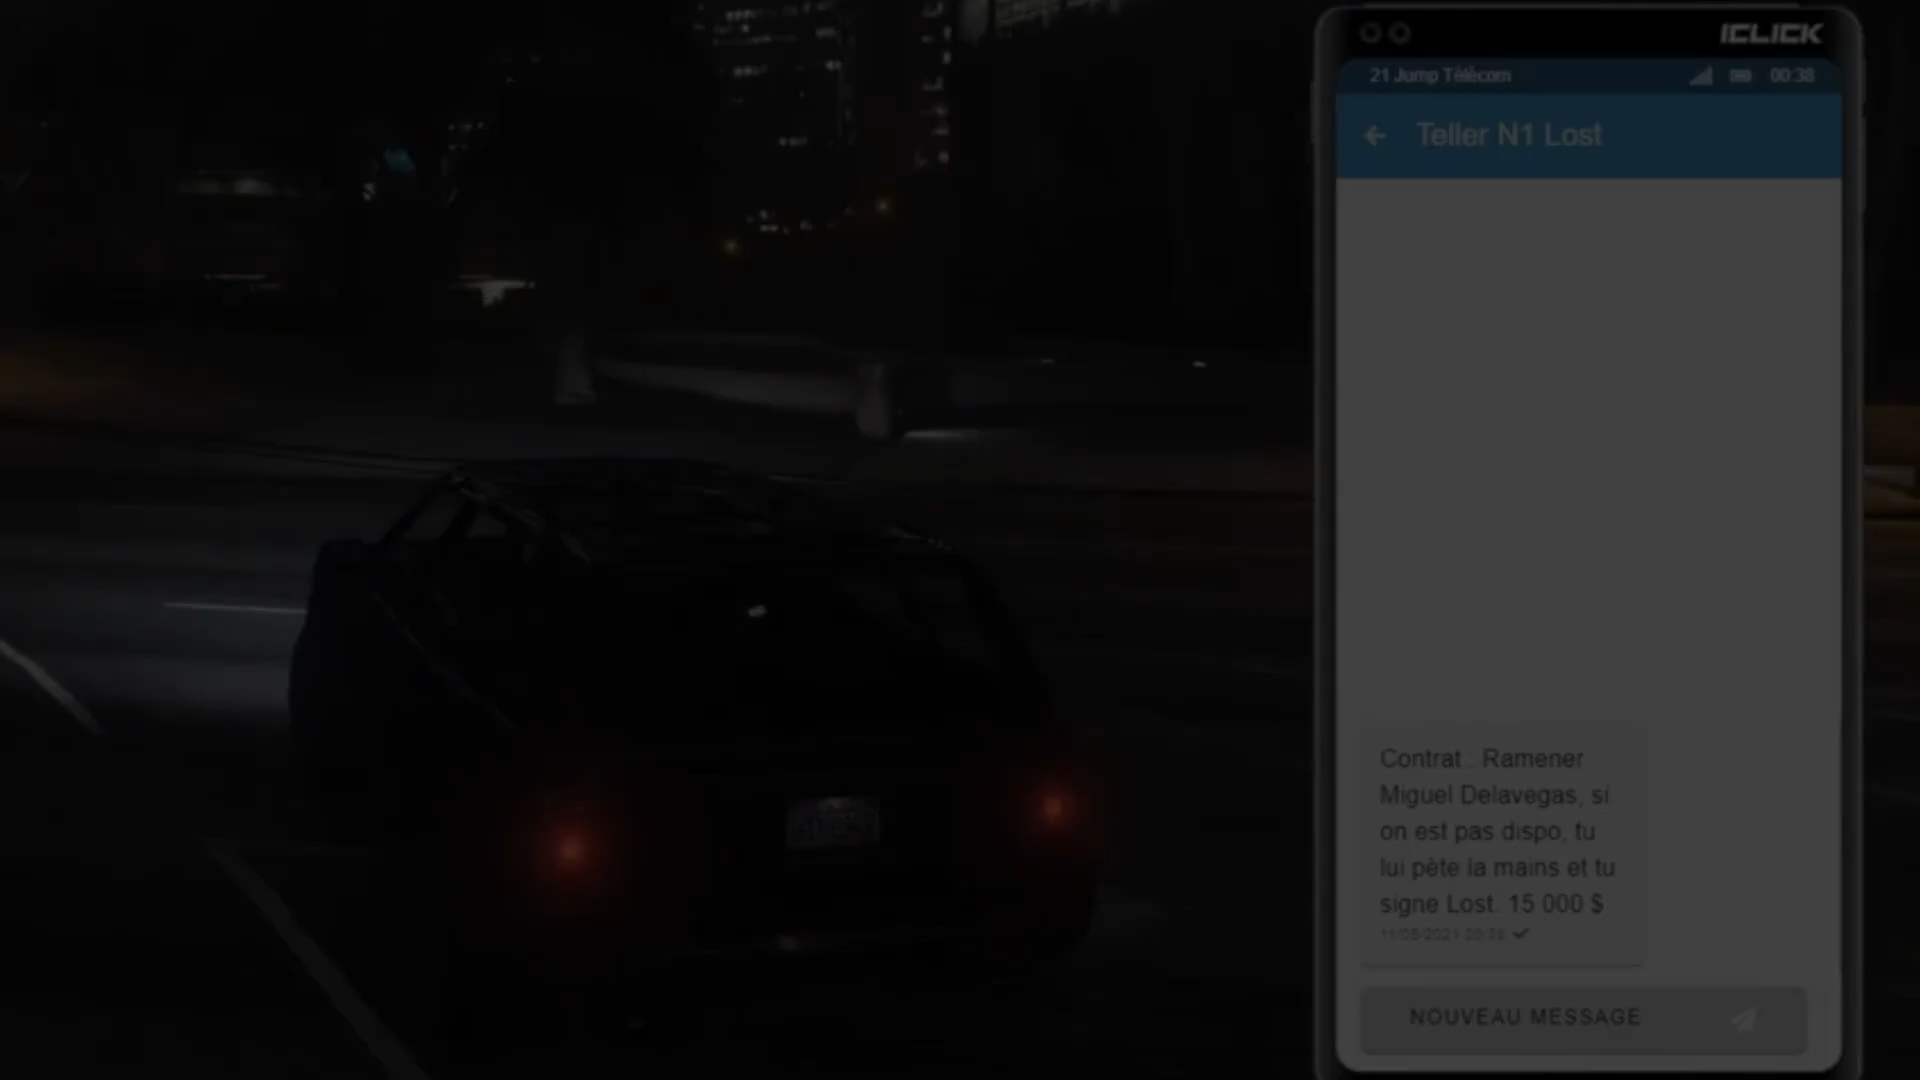 ICLICK
21 Jump Télécom 00:38
Teller N1 Lost
Contrat : Ramener
Miguel Delavegas, si
on est pas dispo, tu
lui pète la mains et tu
signe Lost. 15 000 $
NOUVEAU MESSAGE